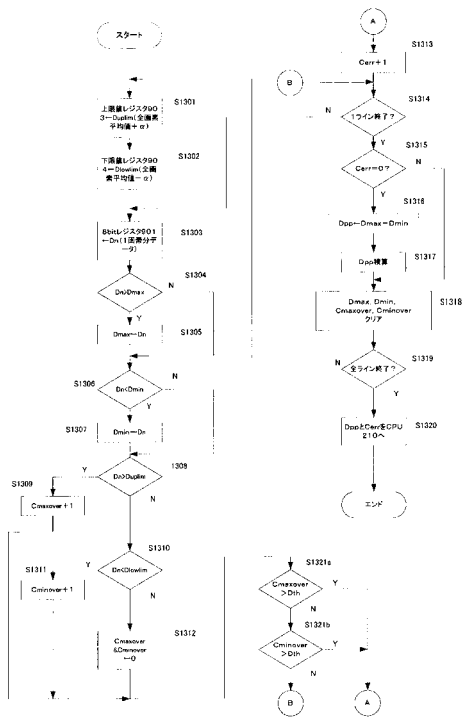 スタート
S1301
上限値レジスタ90
3←Duplim(全画素
平均値+α)
S1302
下限値レジスタ90
4←Dlowlim(全画
素平均値−α)
S1303
8bitレジスタ901
←Dn(1画素分デ
ータ)
S1304
Dn>Dmax
N
Y
S1305
Dmax←Dn
S1306
Dn<Dmin
N
Y
S1307
Dmin←Dn
1308
Dn>Duplim
Y
N
S1309
Cmaxover+1
S1310
Dn<Dlowlim
Y
N
S1311
Cminover+1
S1312
Cmaxover
&Cminover
←0
A
S1313
Cerr+1
B
S1314
1ライン終了?
N
Y
S1315
Cerr=0?
N
Y
S1316
Dpp←Dmax−Dmin
S1317
Dpp積算
S1318
Dmax, Dmin,
Cmaxover, Cminover
クリア
S1319
全ライン終了?
N
Y
S1320
DppとCerrをCPU
210へ
エンド
S1321a
Cmaxover
>Dth
Y
N
S1321b
Cminover
>Dth
Y
N
B
A